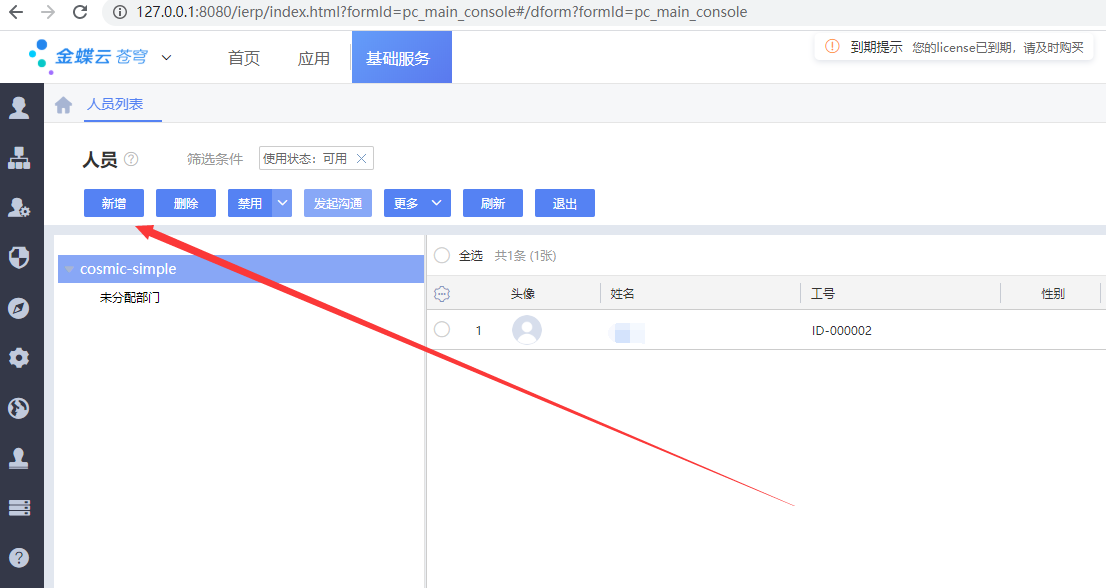 127.0.0.1:8080/ierp/index.html?formId=pc_main_console#/dform?formId=pc_main_console
金蝶云 苍穹 首页 应用 基础服务 到期提示 您的license已到期，请及时购买
人员列表
人员 筛选条件 使用状态：可用
新增 删除 禁用 发起沟通 更多 刷新 退出
cosmic-simple
未分配部门
全选 共1条 (1张)
头像 姓名 工号 性别
1 ID-000002